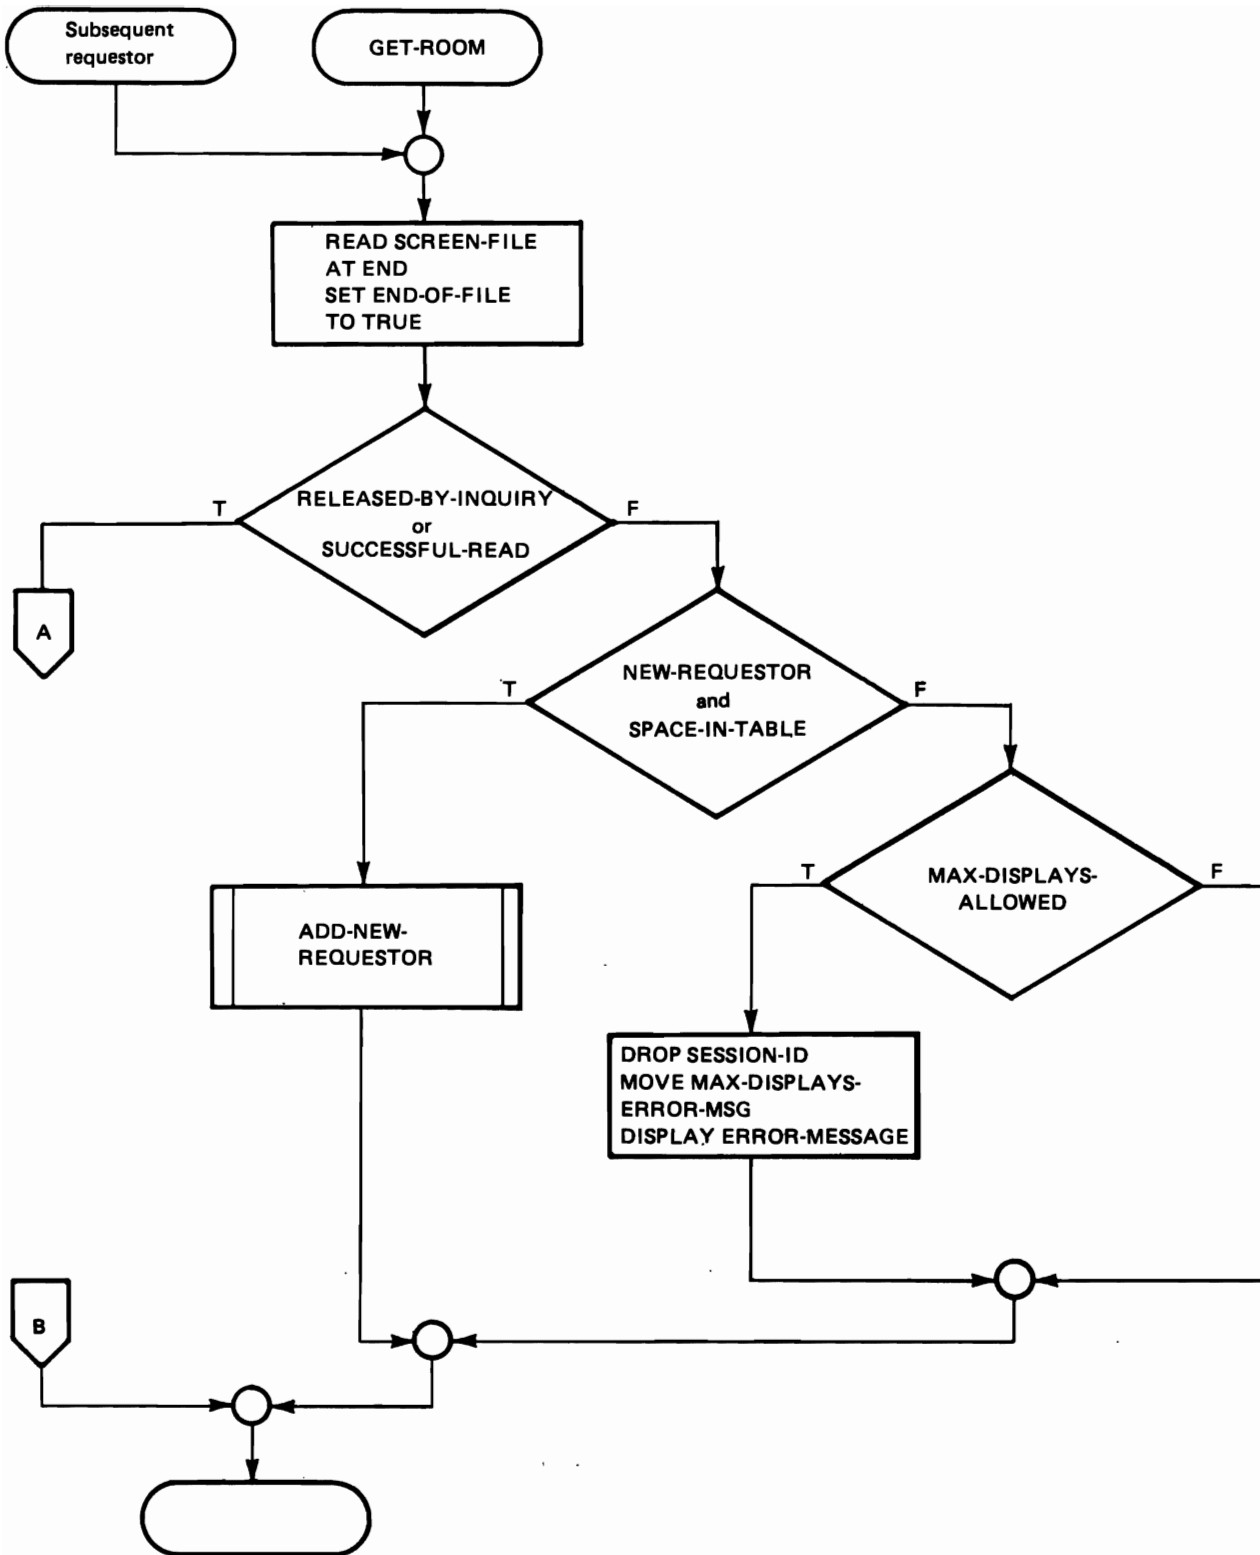 Subsequent
requestor
GET-ROOM
READ SCREEN-FILE
AT END
SET END-OF-FILE
TO TRUE
T
RELEASED-BY-INQUIRY
or
SUCCESSFUL-READ
F
A
T
NEW-REQUESTOR
and
SPACE-IN-TABLE
F
T
MAX-DISPLAYS-
ALLOWED
F
ADD-NEW-
REQUESTOR
DROP SESSION-ID
MOVE MAX-DISPLAYS-
ERROR-MSG
DISPLAY ERROR-MESSAGE
B